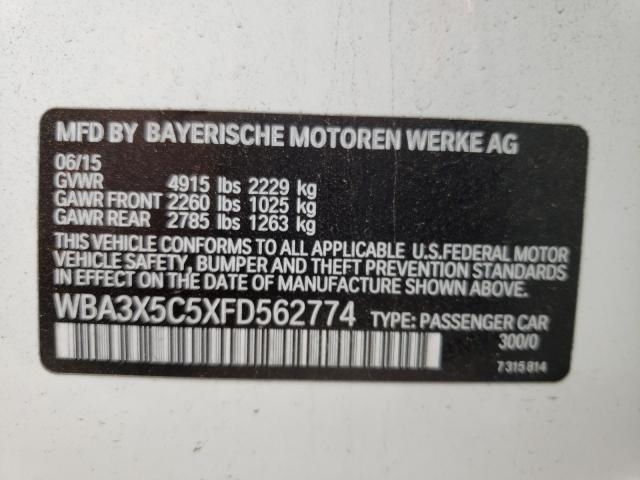 MFD BY BAYERISCHE MOTOREN WERKE AG
06/15
GVWR 4915 lbs 2229 kg
GAWR FRONT 2260 lbs 1025 kg
GAWR REAR 2785 lbs 1263 kg
THIS VEHICLE CONFORMS TO ALL APPLICABLE U.S.FEDERAL MOTOR
VEHICLE SAFETY, BUMPER, AND THEFT PREVENTION STANDARDS
IN EFFECT ON THE DATE OF MANUFACTURE SHOWN ABOVE.
WBA3X5C5XFD562774 TYPE: PASSENGER CAR
300/0
7315814